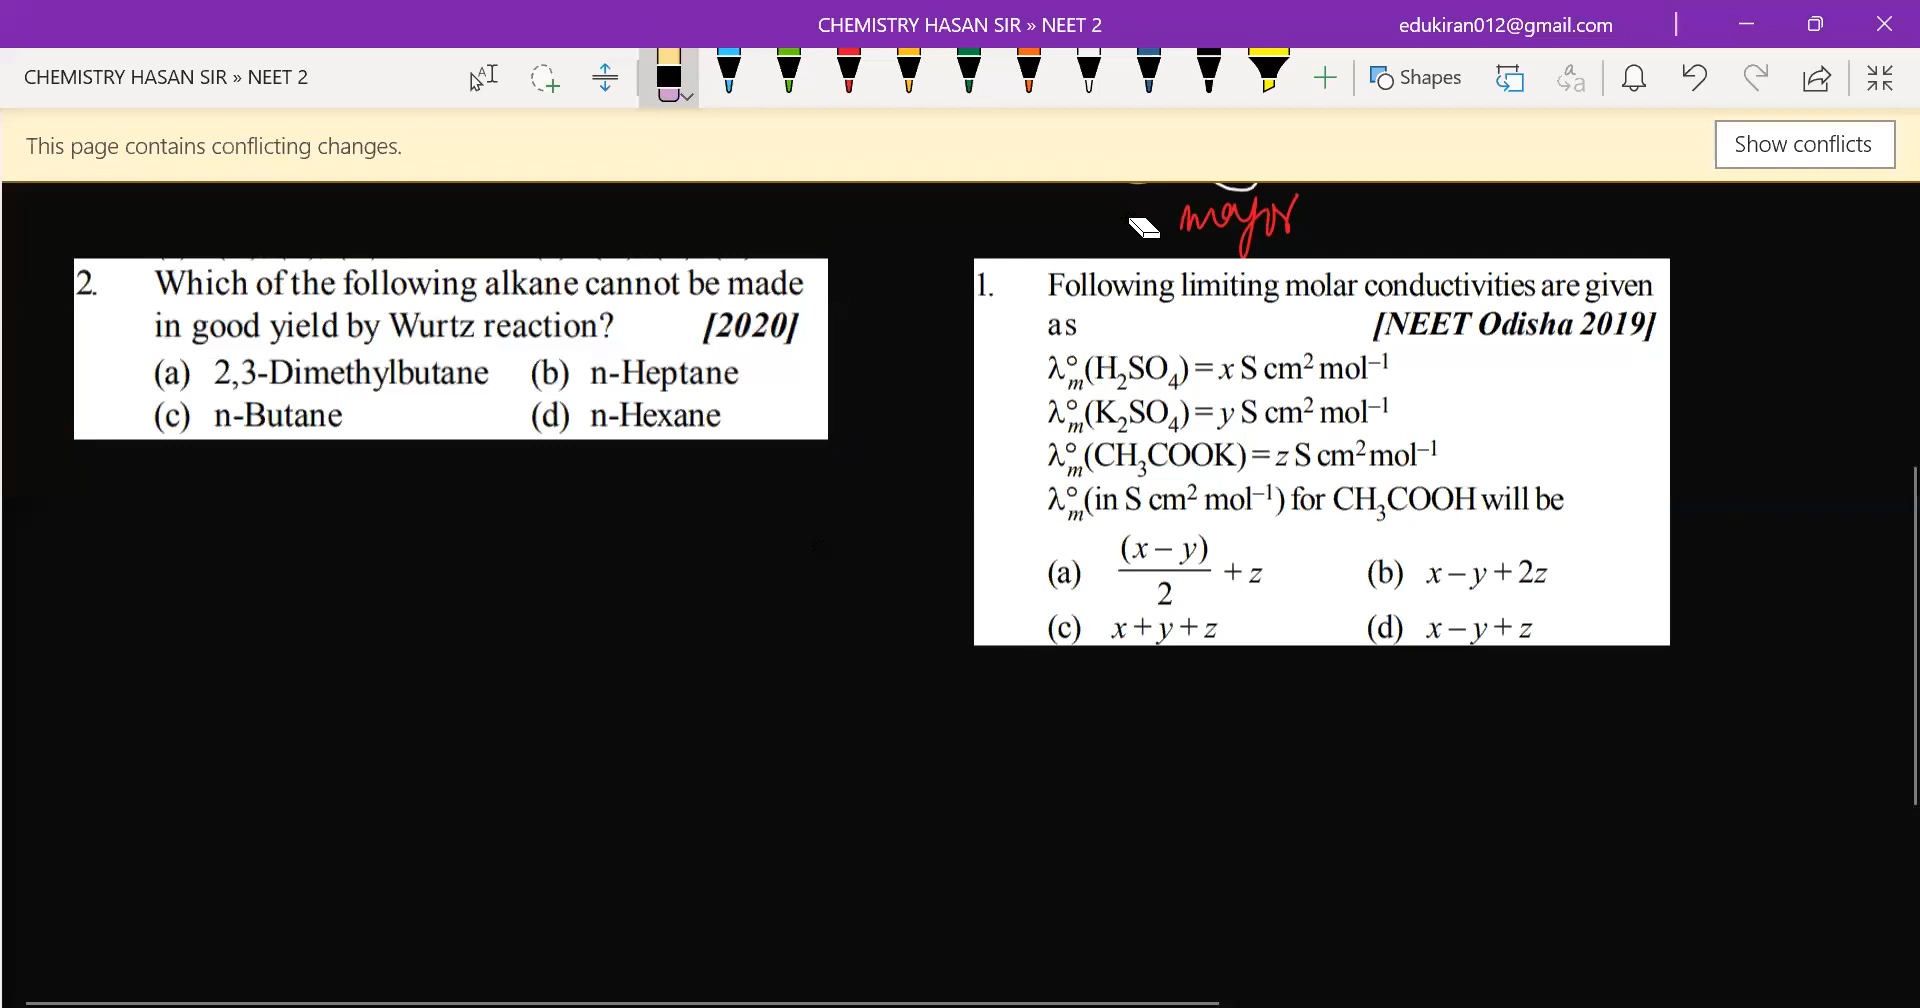 CHEMISTRY HASAN SIR » NEET 2
edukiran012@gmail.com
CHEMISTRY HASAN SIR » NEET 2
Shapes
This page contains conflicting changes.
Show conflicts
major
2. Which of the following alkane cannot be made
in good yield by Wurtz reaction? [2020]
(a) 2,3-Dimethylbutane (b) n-Heptane
(c) n-Butane (d) n-Hexane
1. Following limiting molar conductivities are given
as [NEET Odisha 2019]
λ°ₘ(H₂SO₄) = x S cm² mol⁻¹
λ°ₘ(K₂SO₄) = y S cm² mol⁻¹
λ°ₘ(CH₃COOK) = z S cm² mol⁻¹
λ°ₘ (in S cm² mol⁻¹) for CH₃COOH will be
(a) (x – y)/2 + z (b) x – y + 2z
(c) x + y + z (d) x – y + z